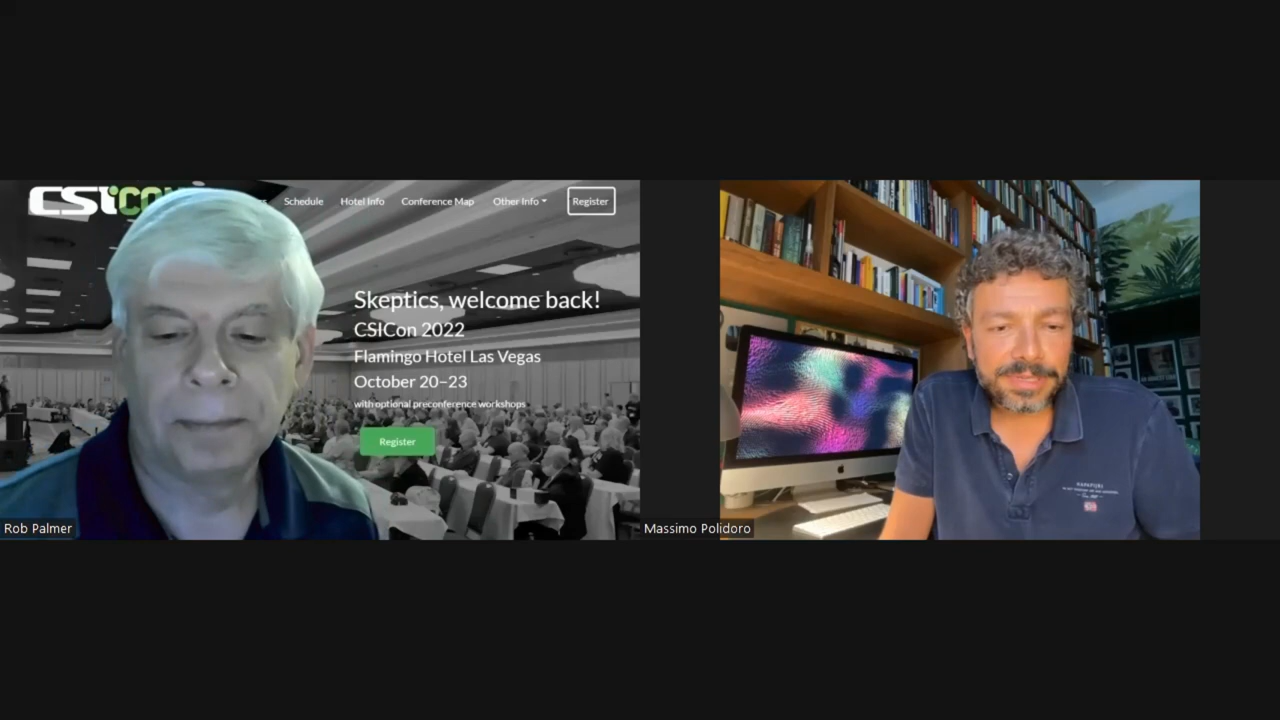 CSICON
Schedule
Hotel Info
Conference Map
Other Info
Register
Skeptics, welcome back!
CSICon 2022
Flamingo Hotel Las Vegas
October 20–23
with optional preconference workshops
Register
Rob Palmer
PAPAPIJRI
Massimo Polidoro